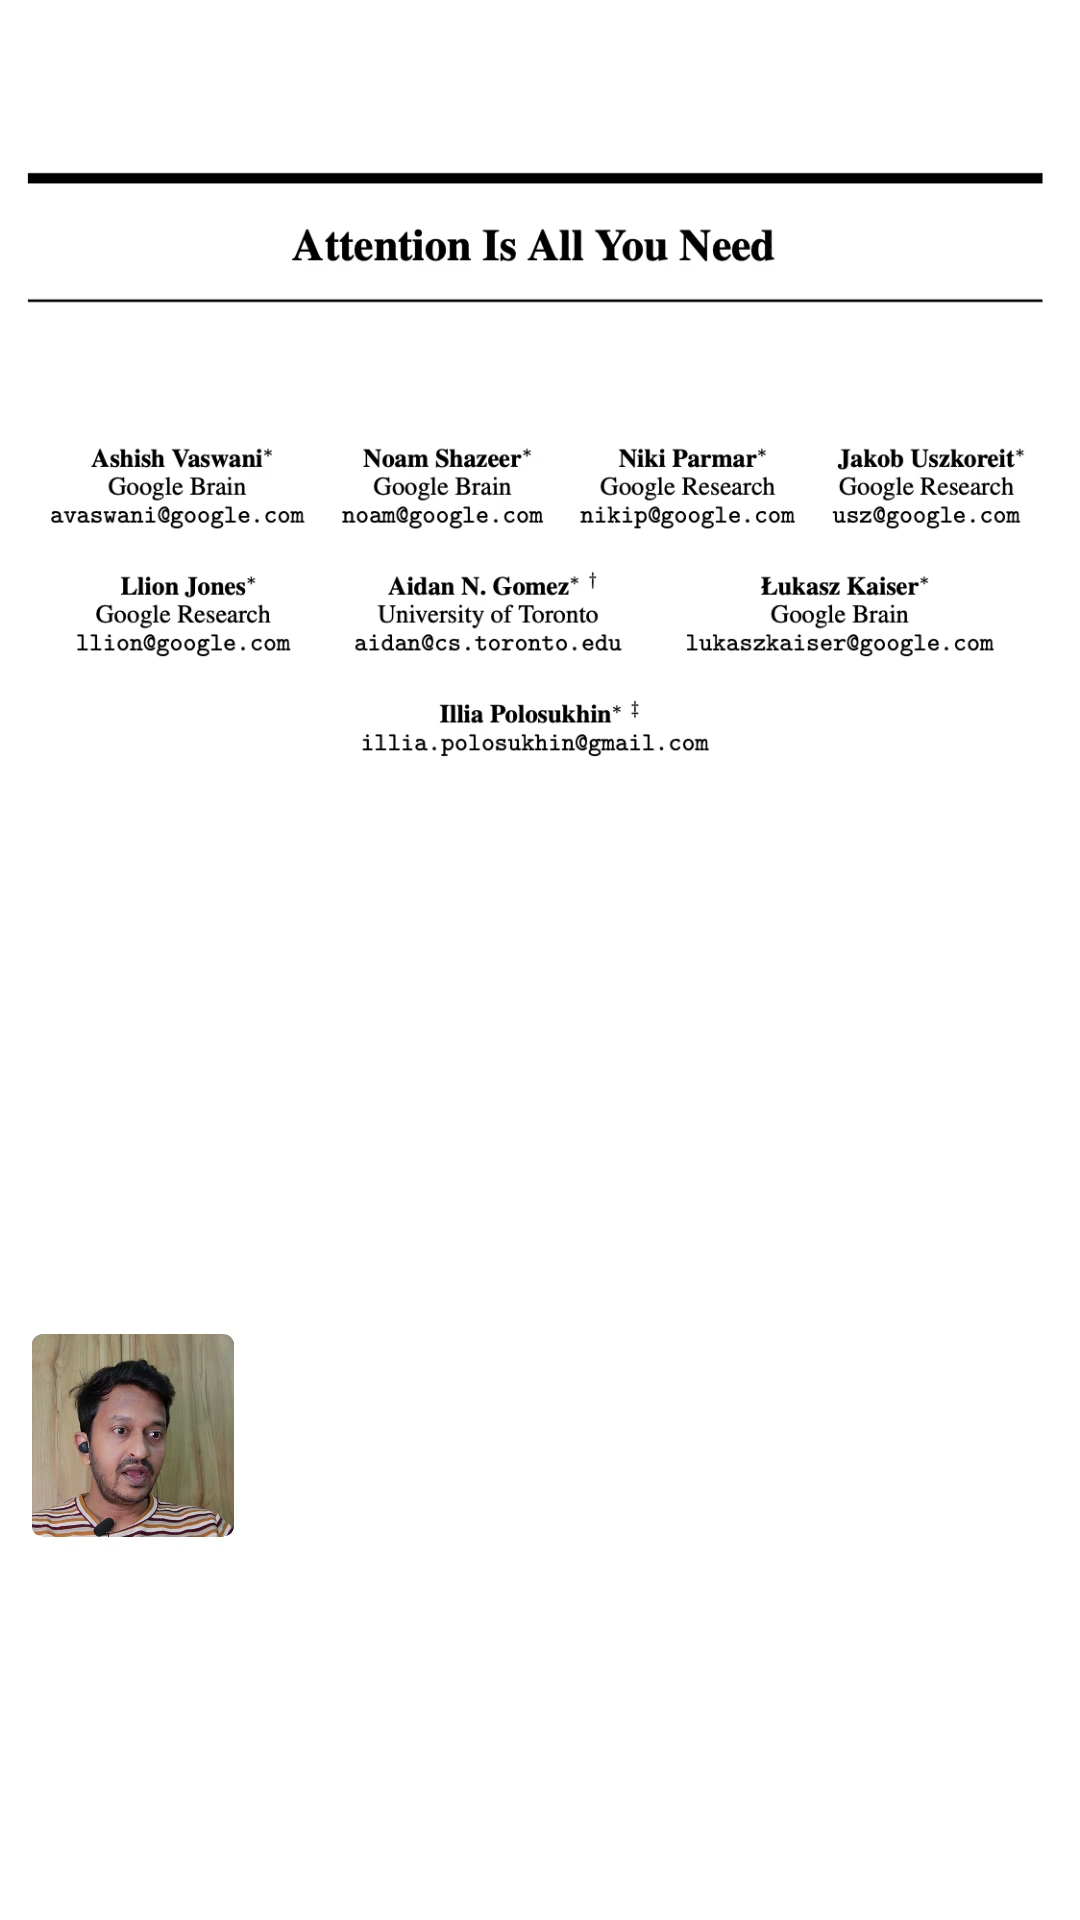 Attention Is All You Need
Ashish Vaswani* Noam Shazeer* Niki Parmar* Jakob Uszkoreit*
Google Brain Google Brain Google Research Google Research
avaswani@google.com noam@google.com nikip@google.com usz@google.com
Llion Jones* Aidan N. Gomez* † Łukasz Kaiser*
Google Research University of Toronto Google Brain
llion@google.com aidan@cs.toronto.edu lukaszkaiser@google.com
Illia Polosukhin* ‡
illia.polosukhin@gmail.com